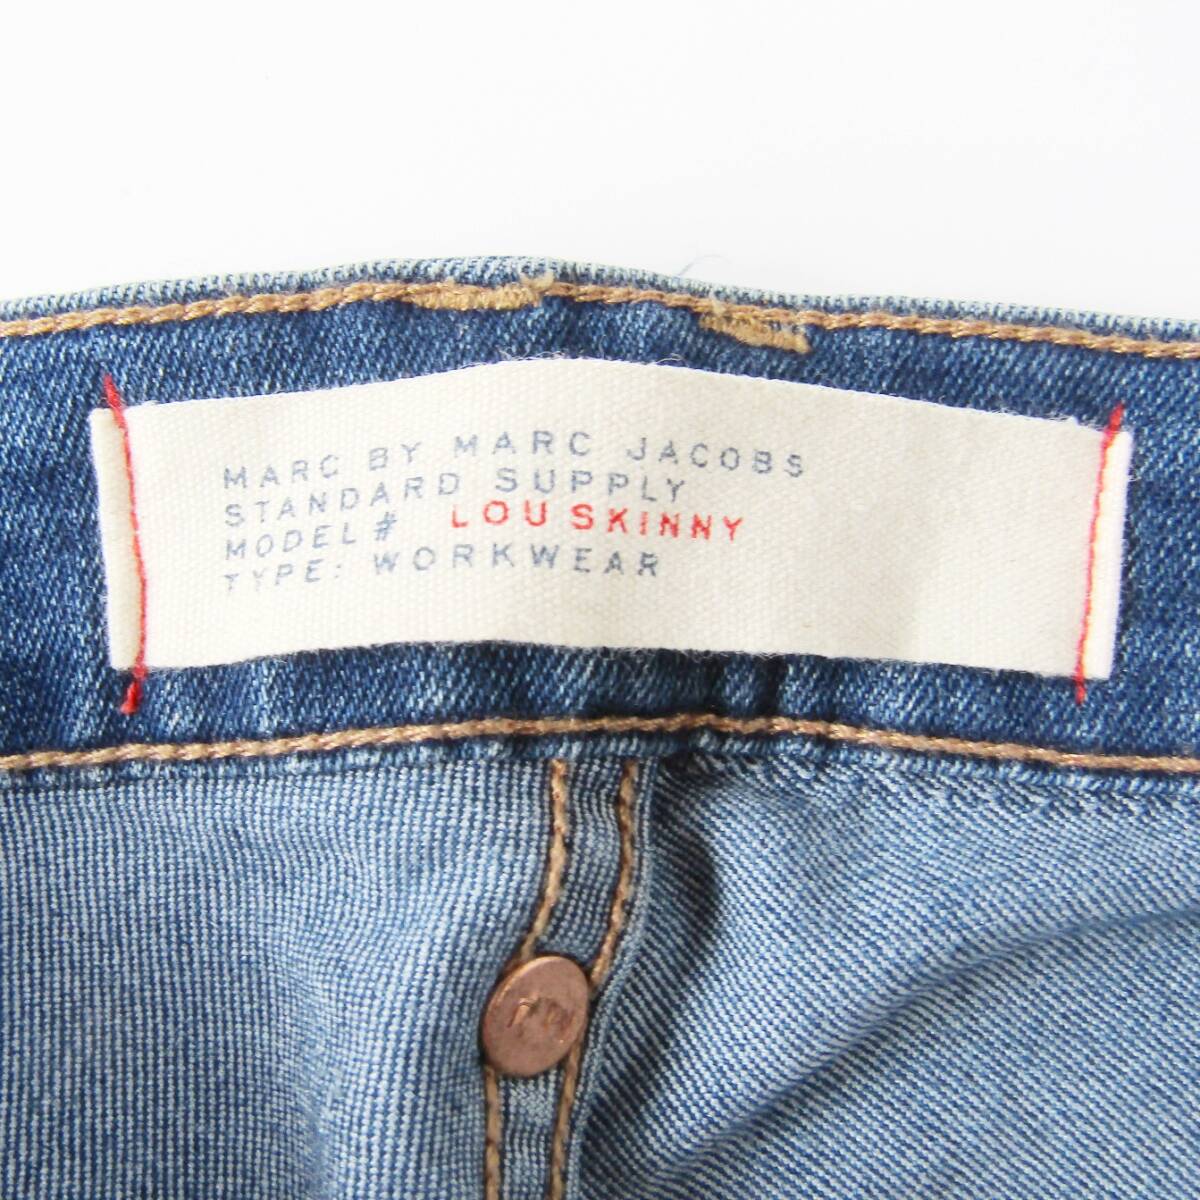 MARC BY MARC JACOBS
STANDARD SUPPLY
MODEL # LOU SKINNY
TYPE: WORKWEAR